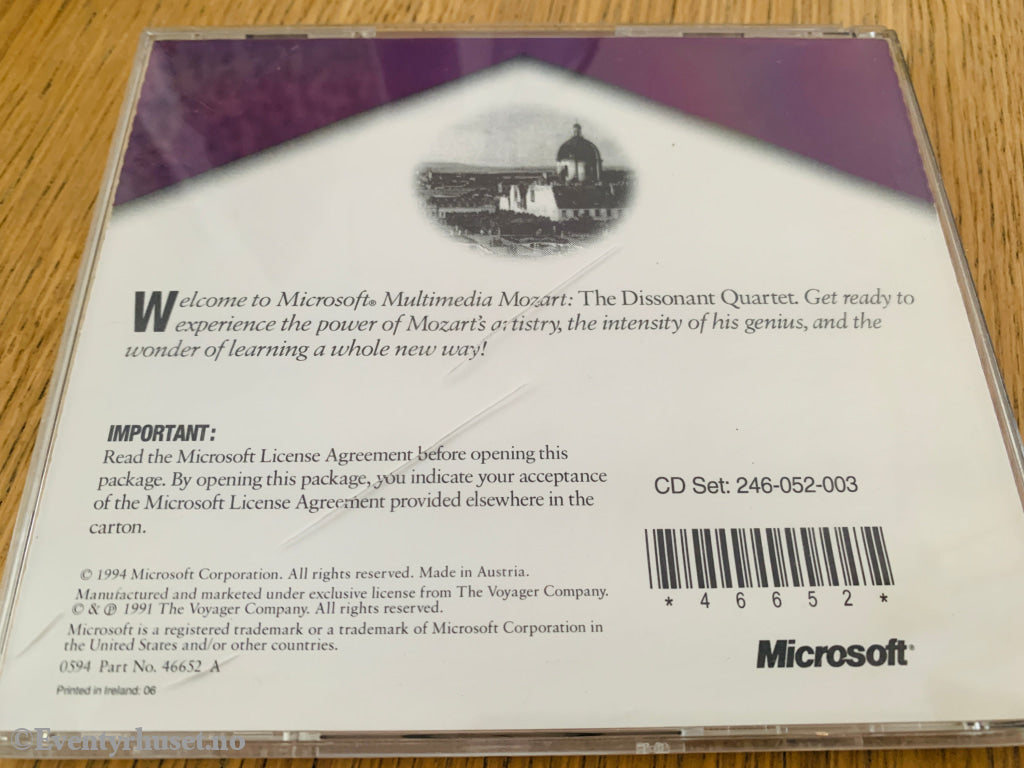 Welcome to Microsoft® Multimedia Mozart: The Dissonant Quartet. Get ready to
experience the power of Mozart's artistry, the intensity of his genius, and the
wonder of learning a whole new way!
IMPORTANT:
Read the Microsoft License Agreement before opening this
package. By opening this package, you indicate your acceptance
of the Microsoft License Agreement provided elsewhere in the
carton.
CD Set: 246-052-003
© 1994 Microsoft Corporation. All rights reserved. Made in Austria.
Manufactured and marketed under exclusive license from The Voyager Company.
© & ℗ 1991 The Voyager Company. All rights reserved.
Microsoft is a registered trademark or a trademark of Microsoft Corporation in
the United States and/or other countries.
0594 Part No. 46652 A
Printed in Ireland: 06
* 4 6 6 5 2 *
Microsoft®
©Eventyrhuset.no